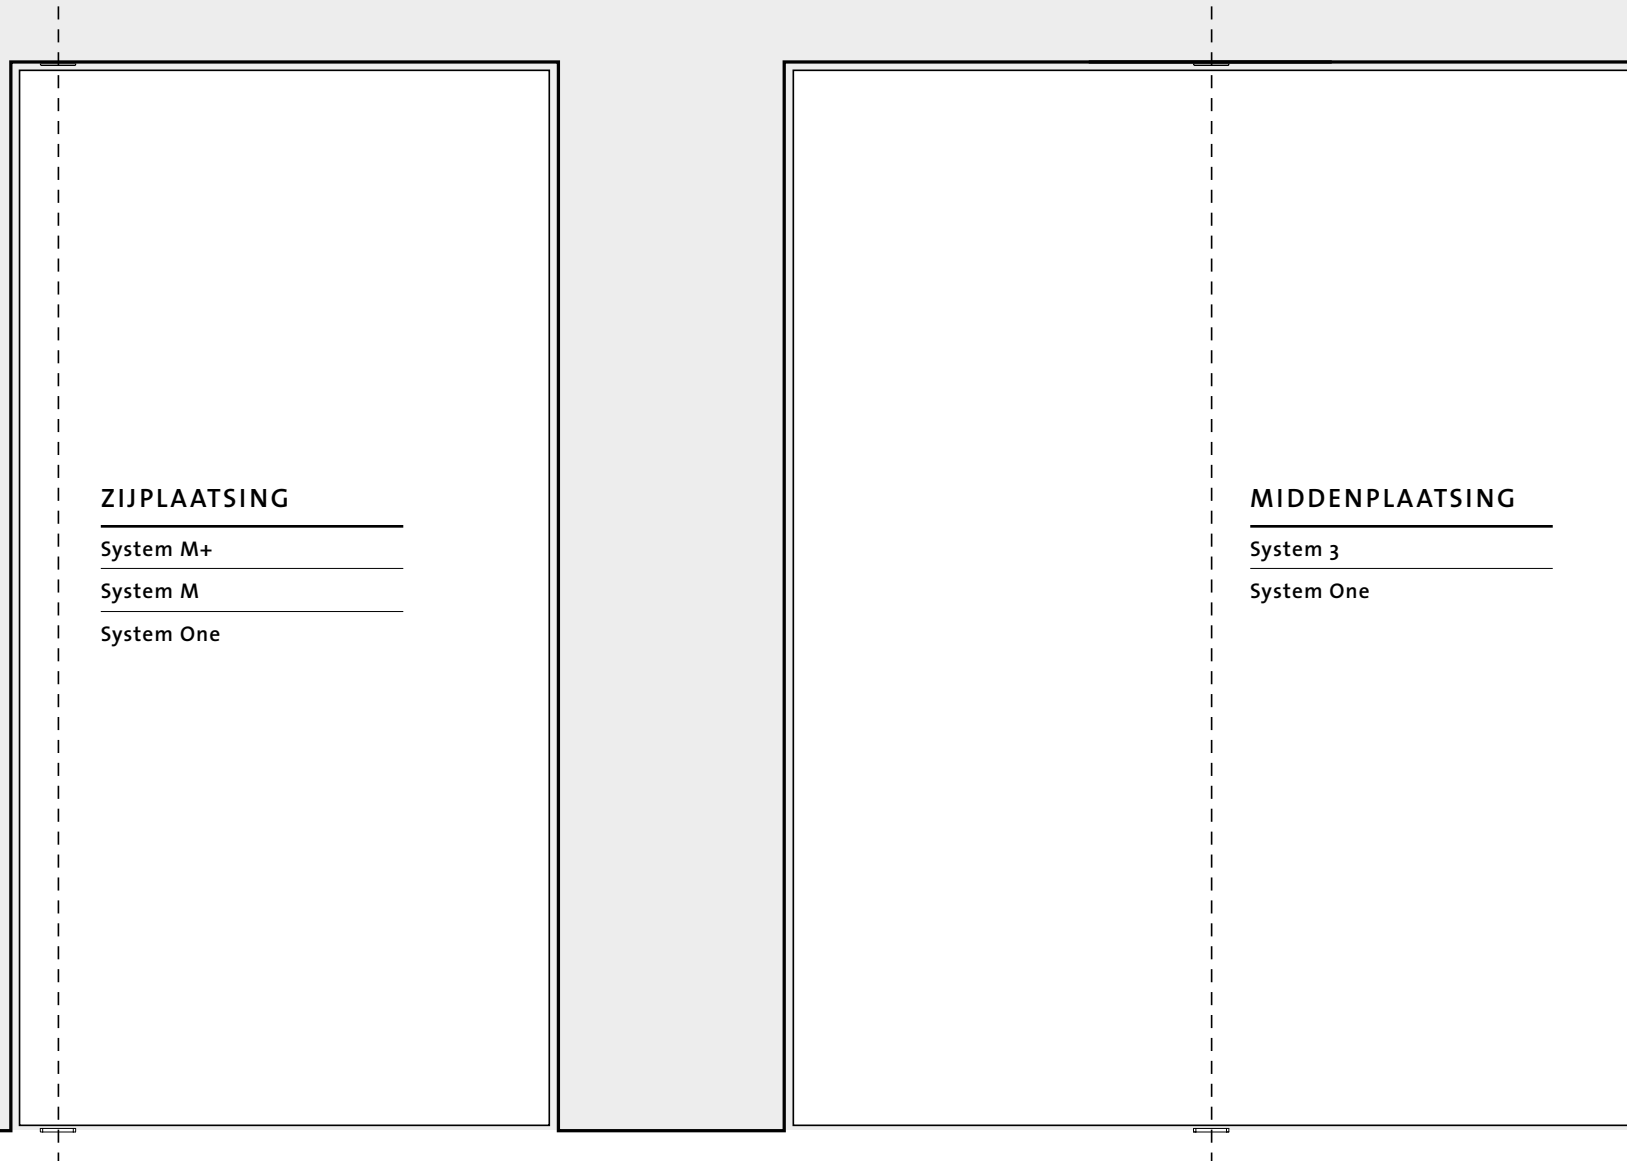 ZIJPLAATSING
System M+
System M
System One
MIDDENPLAATSING
System 3
System One